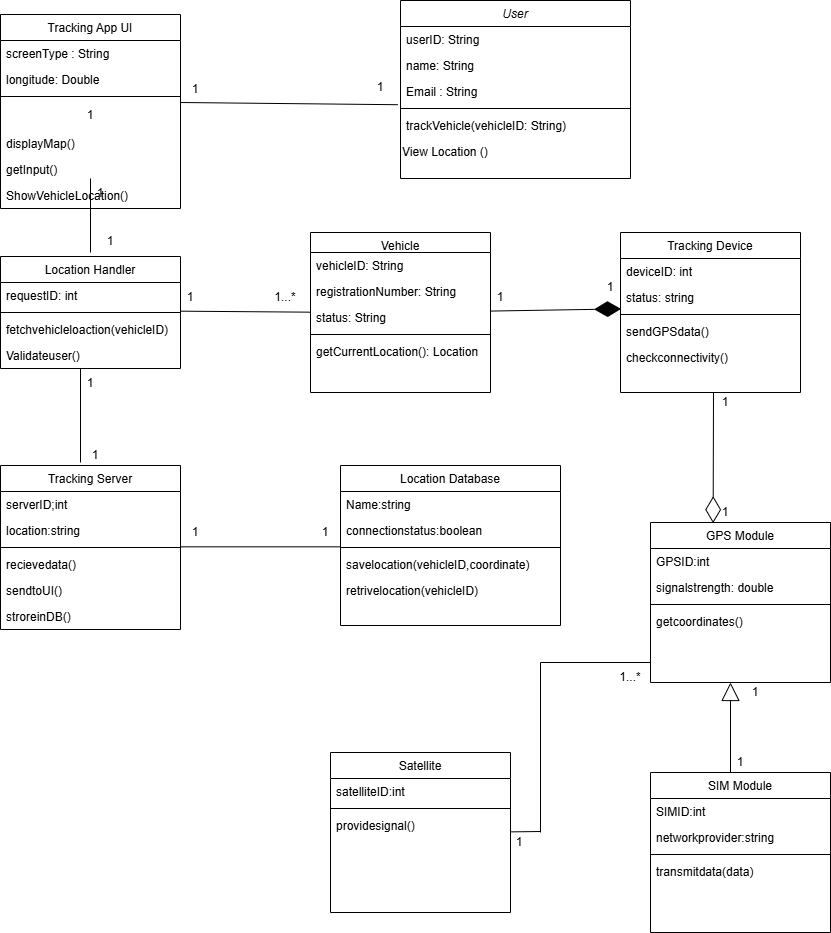 Tracking App UI
screenType : String
longitude: Double
1
displayMap()
getInput()
1
ShowVehicleLocation()
1
1
1
User
userID: String
name: String
Email : String
trackVehicle(vehicleID: String)
View Location ()
Location Handler
requestID: int
fetchvehicleloaction(vehicleID)
Validateuser()
1
1...*
Vehicle
vehicleID: String
registrationNumber: String
status: String
getCurrentLocation(): Location
1
1
Tracking Device
deviceID: int
status: string
sendGPSdata()
checkconnectivity()
1
1
1
1
Tracking Server
serverID;int
location:string
recievedata()
sendtoUI()
stroreinDB()
1
1
Location Database
Name:string
connectionstatus:boolean
savelocation(vehicleID,coordinate)
retrivelocation(vehicleID)
GPS Module
GPSID:int
signalstrength: double
getcoordinates()
1...*
1
1
Satellite
satelliteID:int
providesignal()
1
SIM Module
SIMID:int
networkprovider:string
transmitdata(data)